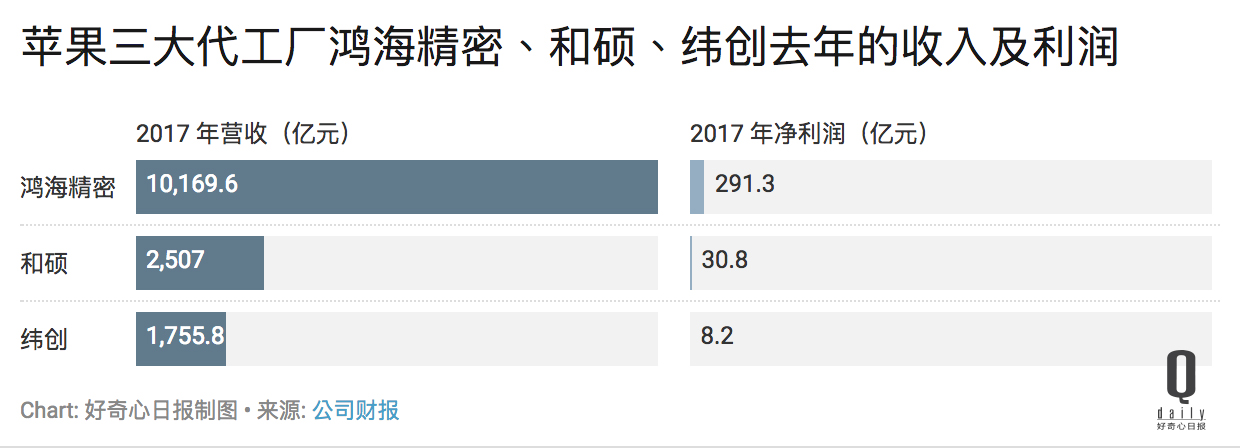 苹果三大代工厂鸿海精密、和硕、纬创去年的收入及利润
2017 年营收（亿元） 2017 年净利润（亿元）
鸿海精密 10,169.6 291.3
和硕 2,507 30.8
纬创 1,755.8 8.2
Chart: 好奇心日报制图 • 来源: 公司财报
Q
daily
好奇心日报